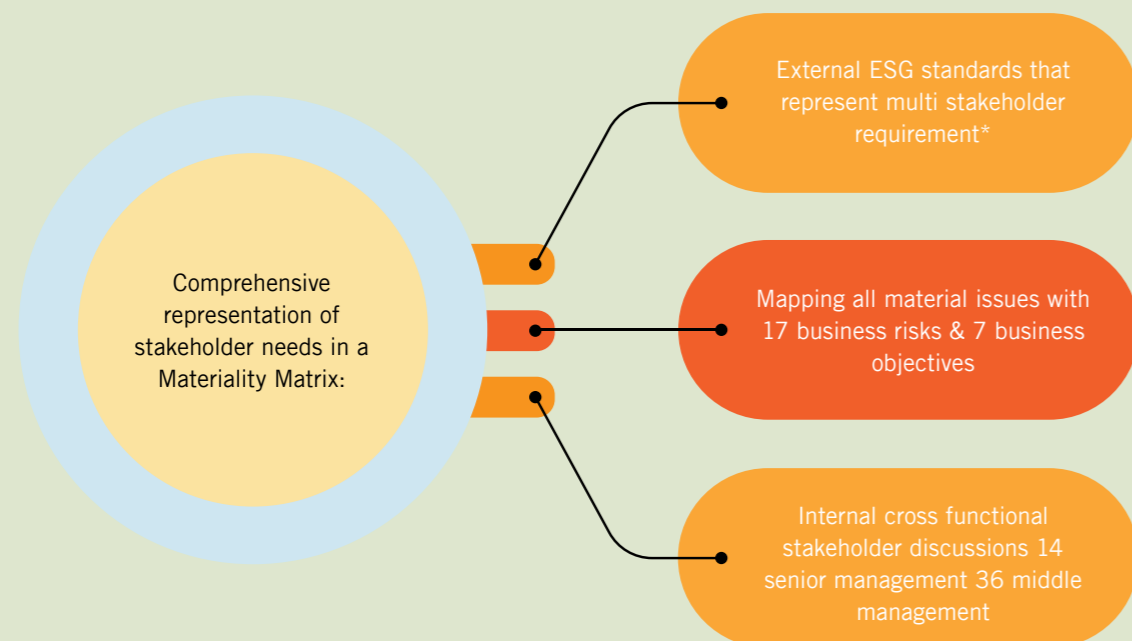 Comprehensive
representation of
stakeholder needs in a
Materiality Matrix:
External ESG standards that
represent multi stakeholder
requirement*
Mapping all material issues with
17 business risks & 7 business
objectives
Internal cross functional
stakeholder discussions 14
senior management 36 middle
management